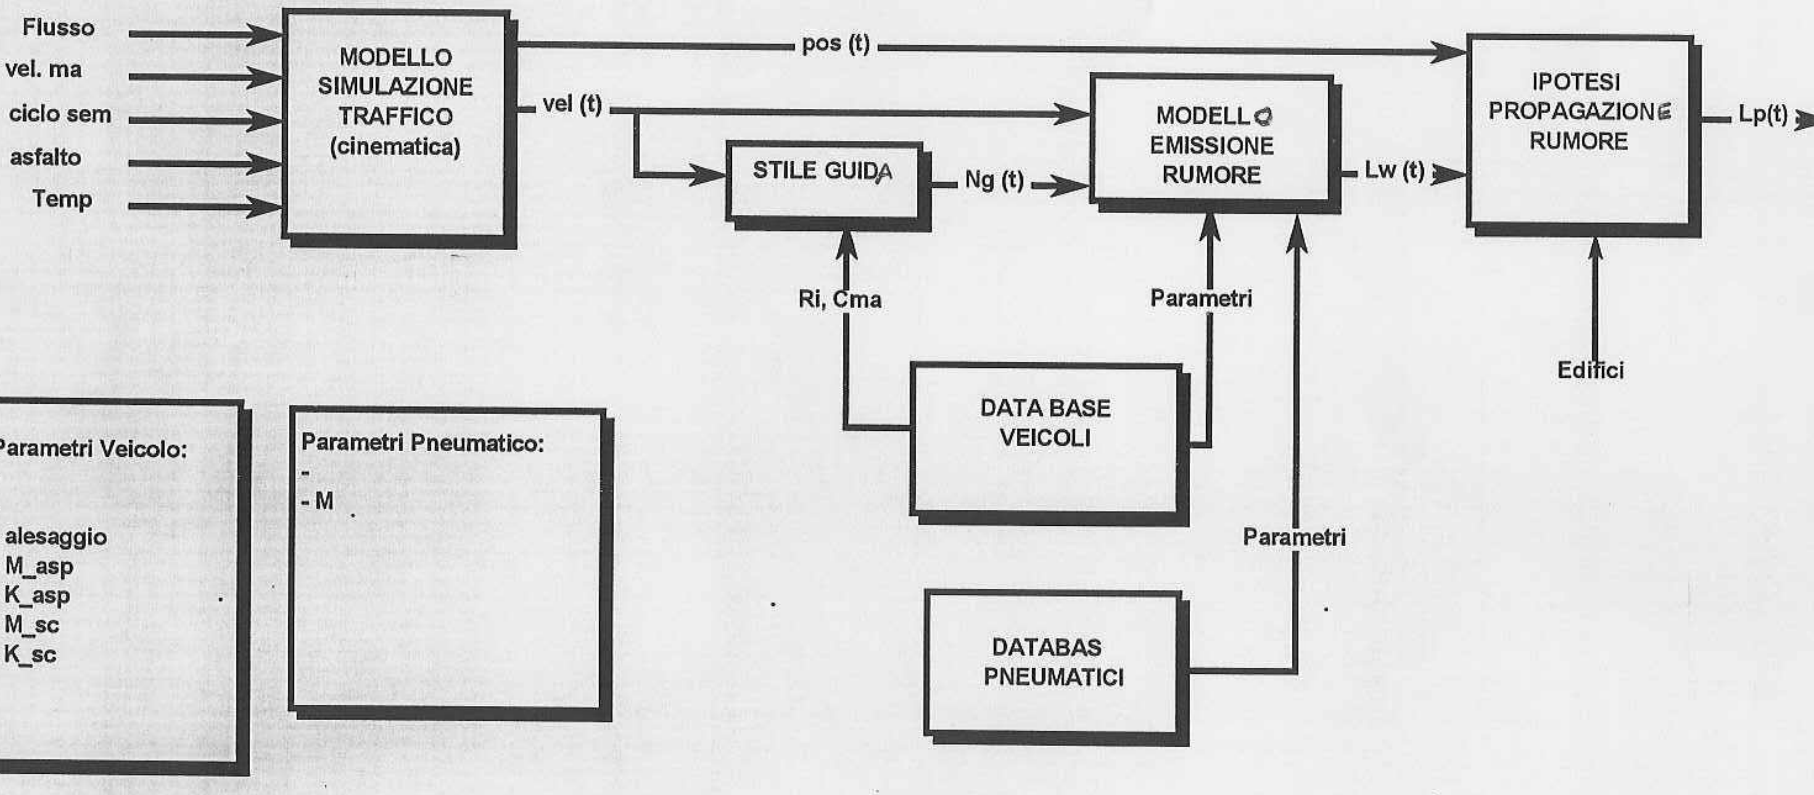 Flusso
vel. ma
ciclo sem
asfalto
Temp
MODELLO
SIMULAZIONE
TRAFFICO
(cinematica)
pos (t)
vel (t)
STILE GUIDA
Ng (t)
MODELLO
EMISSIONE
RUMORE
Lw (t)
IPOTESI
PROPAGAZIONE
RUMORE
Lp(t)
Ri, Cma
Parametri
Edifici
DATA BASE
VEICOLI
Parametri
DATABAS
PNEUMATICI
Parametri Veicolo:
alesaggio
M_asp
K_asp
M_sc
K_sc
Parametri Pneumatico:
-
- M